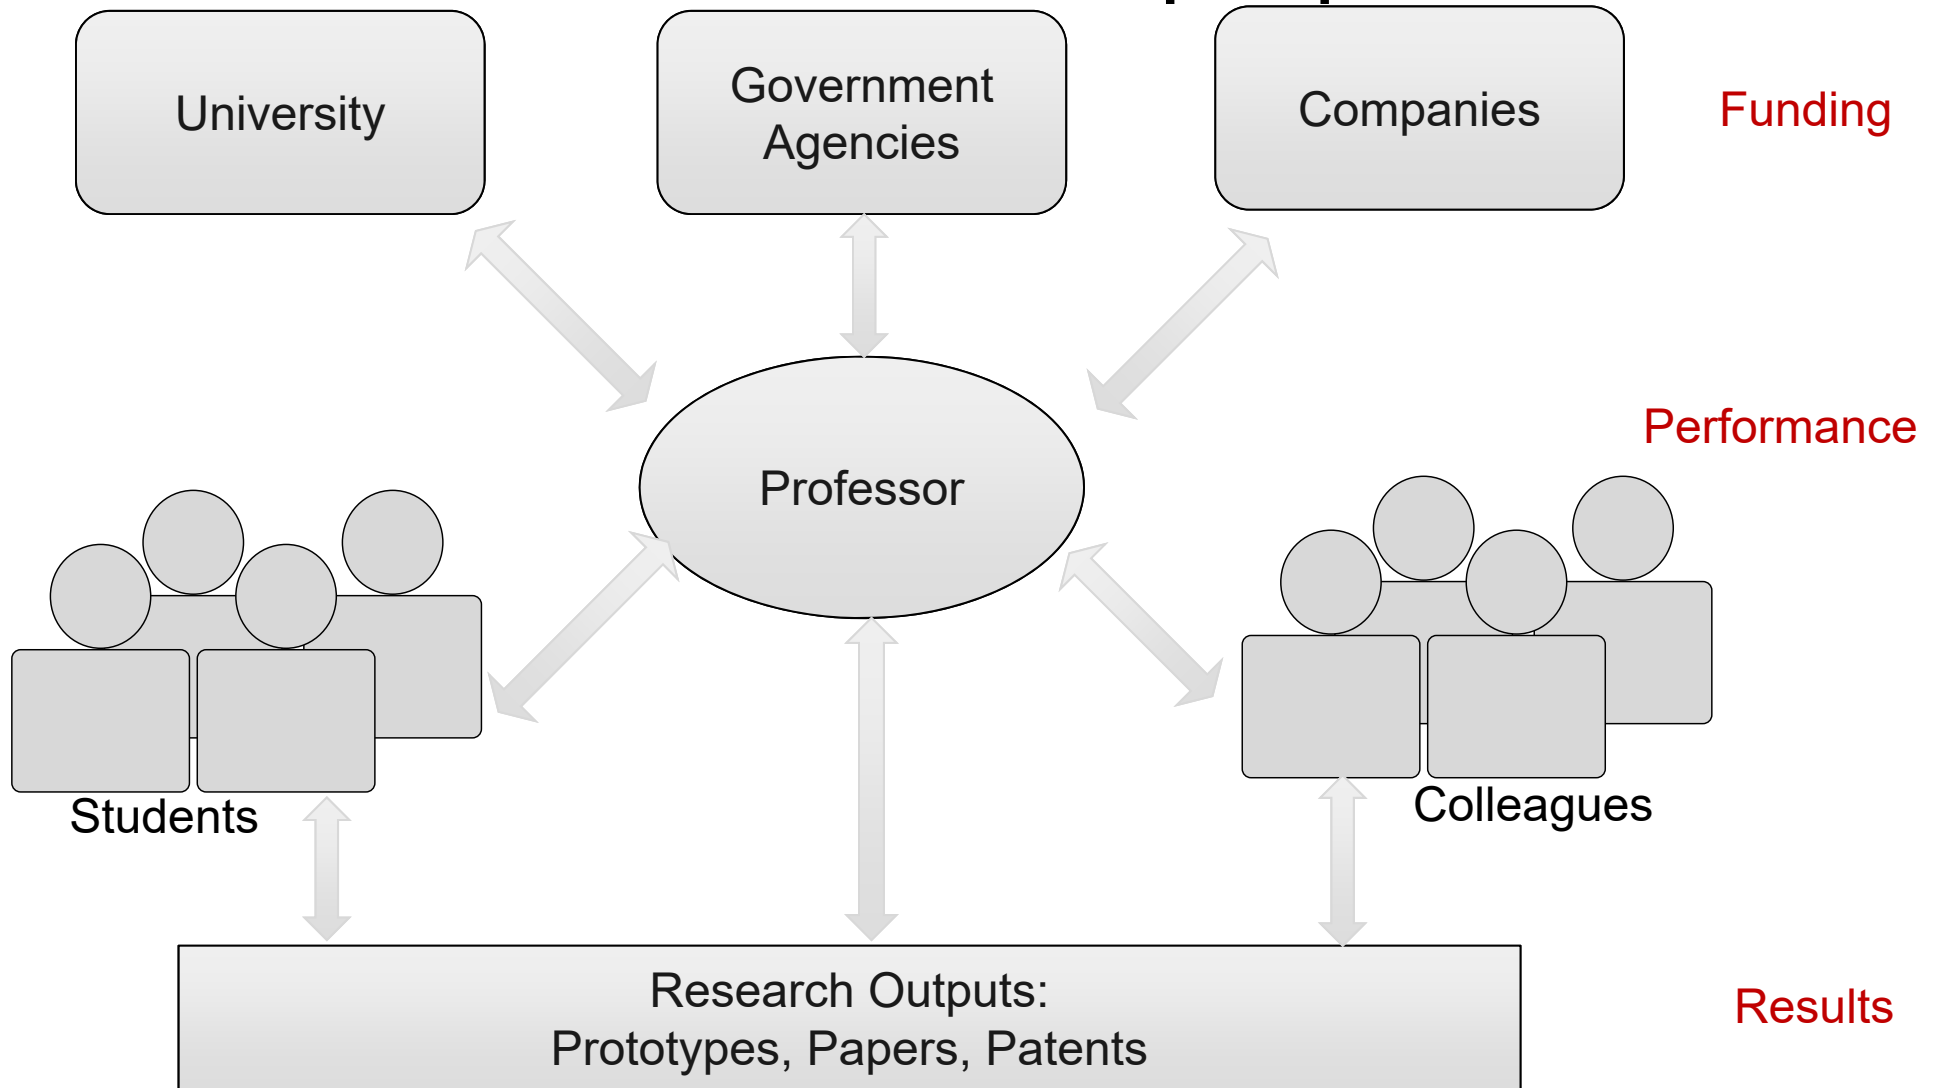 University
Government
Agencies
Companies
Funding
Performance
Professor
Students
Colleagues
Research Outputs:
Prototypes, Papers, Patents
Results